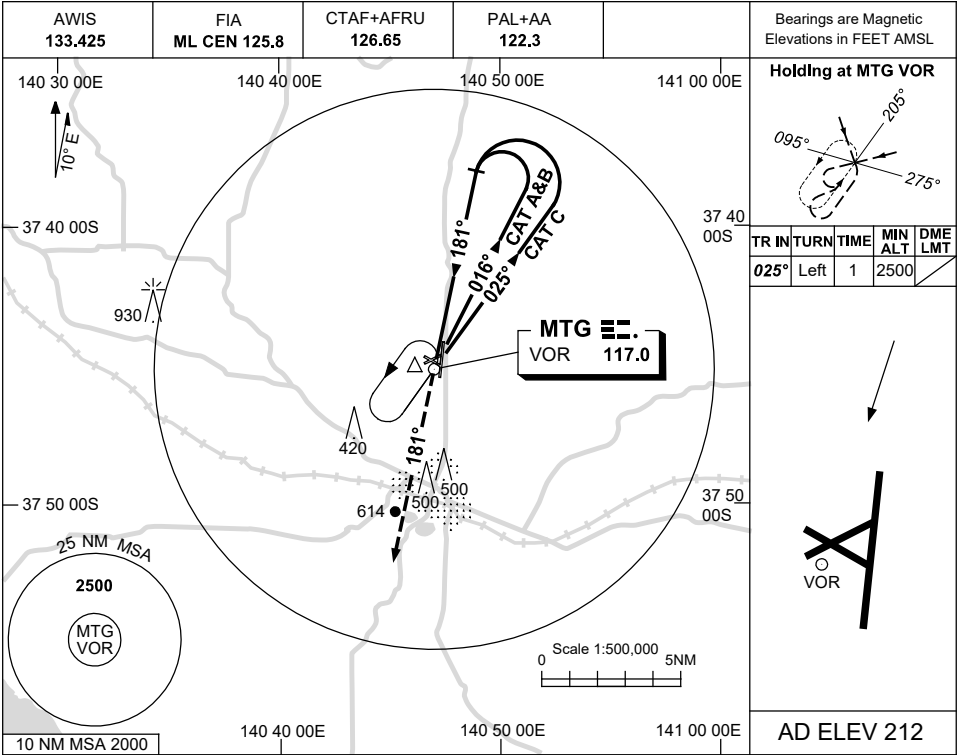 AWIS
133.425
FIA
ML CEN 125.8
CTAF+AFRU
126.65
PAL+AA
122.3
Bearings are Magnetic
Elevations in FEET AMSL
140 30 00E
140 40 00E
140 50 00E
141 00 00E
10° E
37 40 00S
37 40
00S
930
181°
016°
CAT A&B
025°
CAT C
MTG
VOR 117.0
420
181°
500
500
614
37 50 00S
37 50
00S
25 NM MSA
2500
MTG
VOR
10 NM MSA 2000
Scale 1:500,000
0 5NM
140 40 00E
140 50 00E
141 00 00E
Holding at MTG VOR
205°
095°
275°
TR IN TURN TIME MIN ALT DME LMT
025° Left 1 2500
VOR
AD ELEV 212